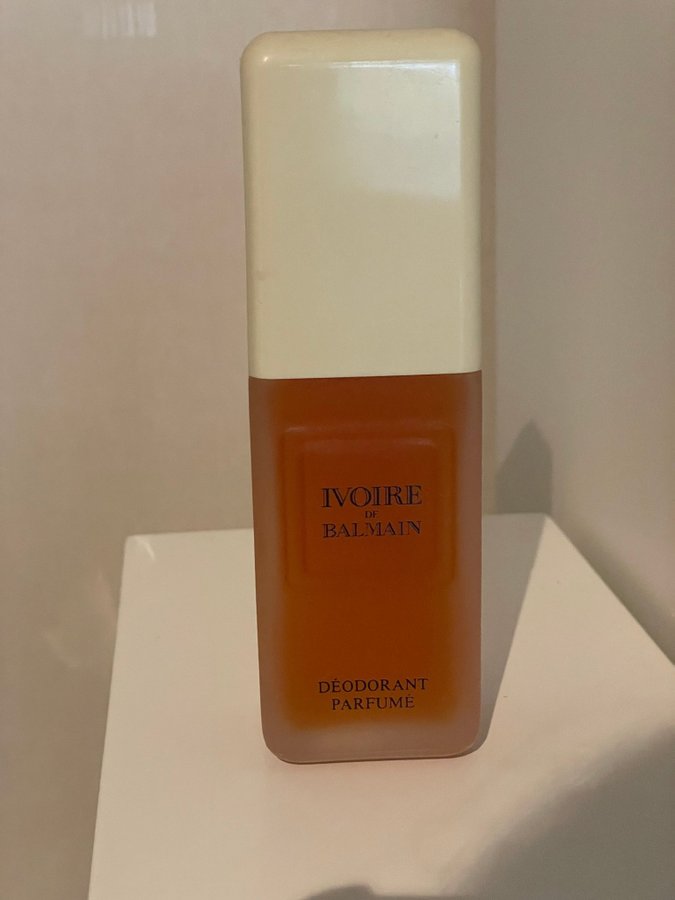 IVOIRE
DE
BALMAIN
DÉODORANT
PARFUMÉ